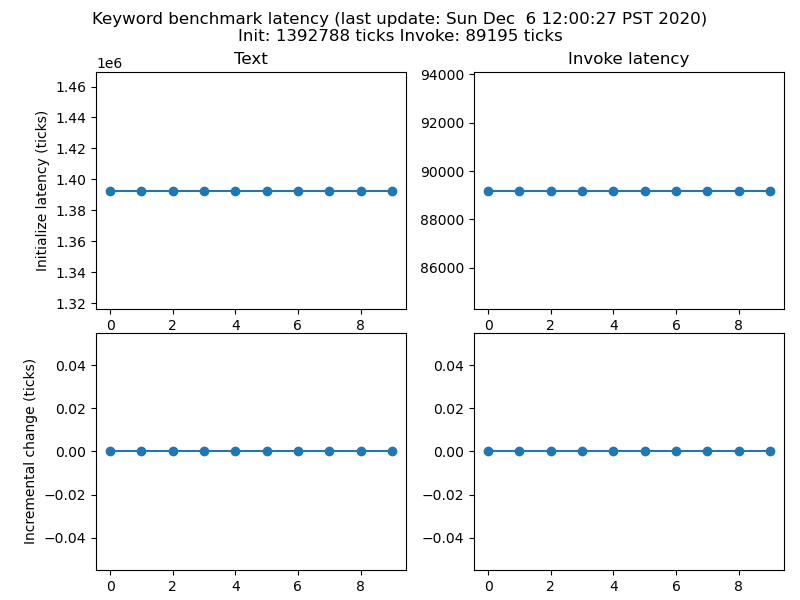 Keyword benchmark latency (last update: Sun Dec  6 12:00:27 PST 2020)
Init: 1392788 ticks Invoke: 89195 ticks
Text
1e6
Initialize latency (ticks)
1.46
1.44
1.42
1.40
1.38
1.36
1.34
1.32
0 2 4 6 8
Invoke latency
94000
92000
90000
88000
86000
0 2 4 6 8
Incremental change (ticks)
0.04
0.02
0.00
−0.02
−0.04
0 2 4 6 8
0.04
0.02
0.00
−0.02
−0.04
0 2 4 6 8